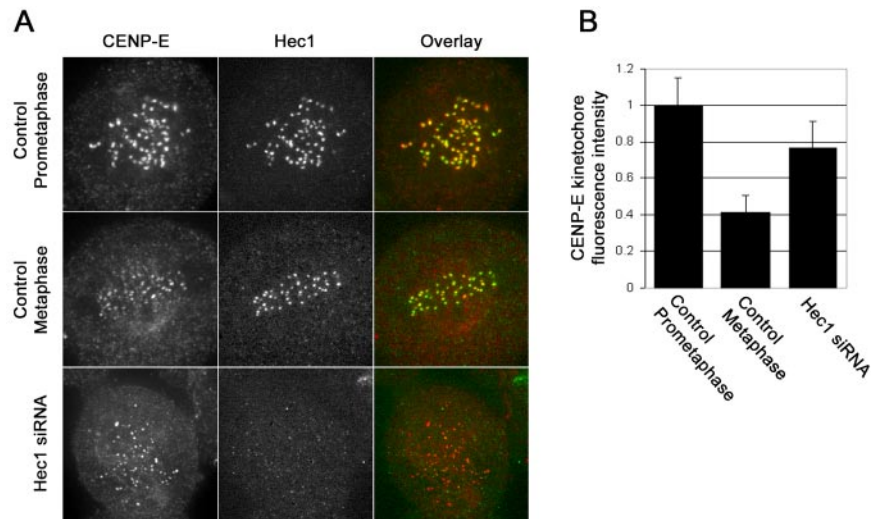 A
CENP-E
Hec1
Overlay
Control
Prometaphase
Control
Metaphase
Hec1 siRNA
B
CENP-E kinetochore
fluorescence intensity
1.2
1
0.8
0.6
0.4
0.2
0
Control
Prometaphase
Control
Metaphase
Hec1 siRNA